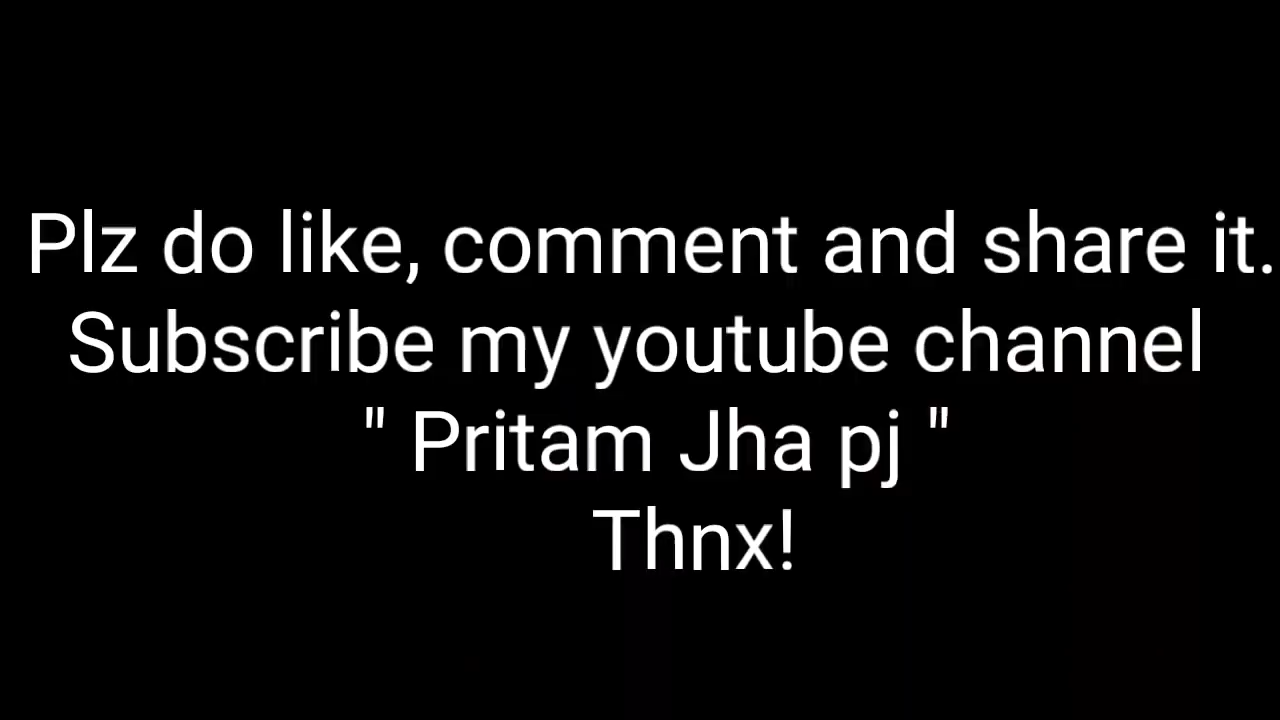 Plz do like, comment and share it.
Subscribe my youtube channel
" Pritam Jha pj "
Thnx!